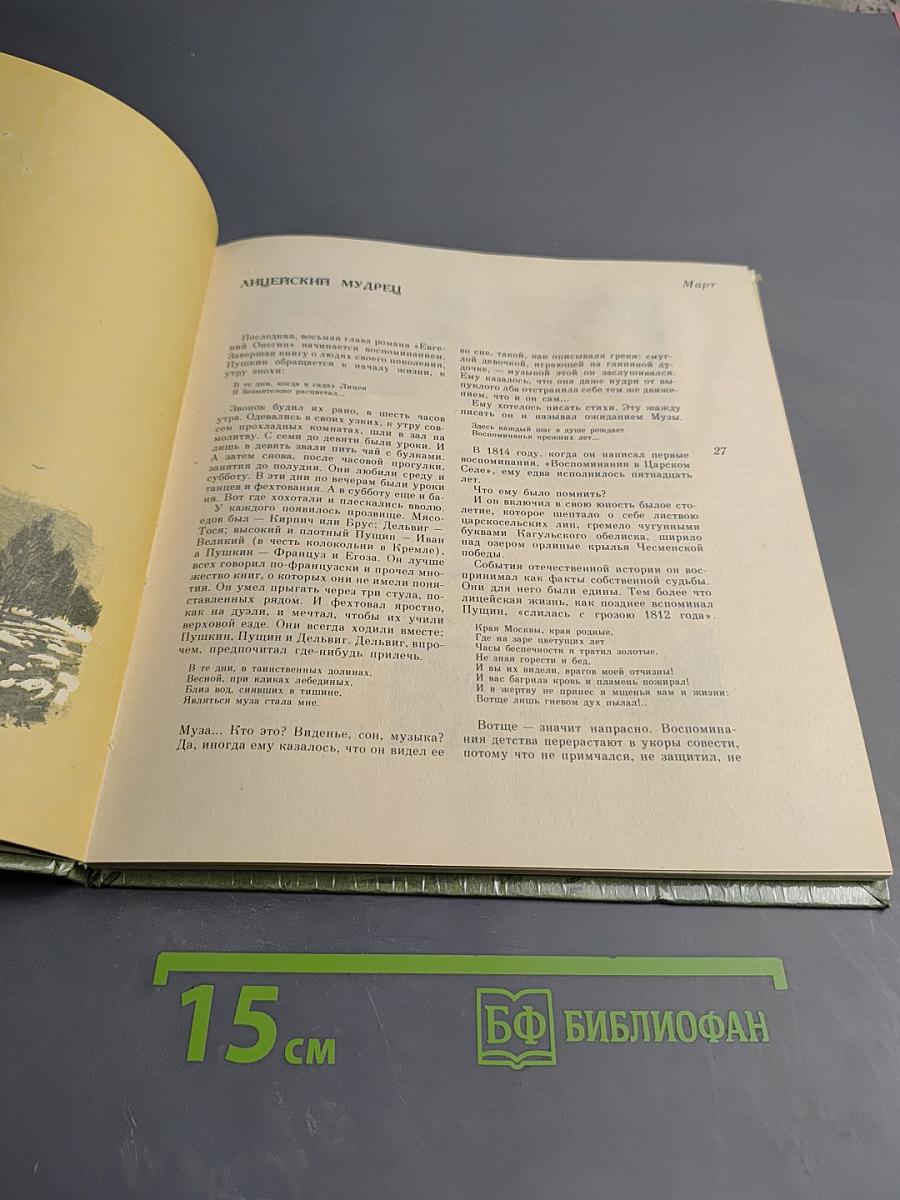 ЛИЦЕЙСКИЙ МУДРЕЦ
Март
Последняя, восьмая глава романа «Евге-
ний Онегин» начинается воспоминанием.
Завершая книгу о людях своего поколения,
Пушкин обращается к началу жизни, к
утру эпохи:
В те дни, когда в садах Лицея
Я безмятежно расцветал...
Звонок будил их рано, в шесть часов
утра. Одевались в своих узких, к утру сов-
сем прохладных комнатах, шли в зал на
молитву. С семи до девяти были уроки. И
лишь в девять звали пить чай с булками.
А затем снова, после часовой прогулки,
занятия до полудня. Они любили среду и
субботу. В эти дни по вечерам были уроки
танцев и фехтования. А в субботу еще и ба-
ня. Вот где хохотали и плескались вволю.
У каждого появилось прозвище. Мясо-
едов был — Кирпич или Брус; Дельвиг —
Тося; высокий и плотный Пущин — Иван
Великий (в честь колокольни в Кремле),
а Пушкин — Француз и Егоза. Он лучше
всех говорил по-французски и прочел мно-
жество книг, о которых они не имели поня-
тия. Он умел прыгать через три стула, по-
ставленных рядом. И фехтовал яростно,
как на дуэли, и мечтал, чтобы их учили
верховой езде. Они всегда ходили вместе:
Пушкин, Пущин и Дельвиг. Дельвиг, впро-
чем, предпочитал где-нибудь прилечь.
В те дни, в таинственных долинах,
Весной, при кликах лебединых,
Близ вод, сиявших в тишине,
Являться муза стала мне.
Муза... Кто это? Виденье, сон, музыка?
Да, иногда ему казалось, что он видел ее
во сне, такой, как описывали греки: смуг-
лой девочкой, играющей на глиняной ду-
дочке, — музыкой этой он заслушивался.
Ему казалось, что она даже кудри от вы-
пуклого лба отстраняла себе тем же движе-
нием, что и он сам...
Ему хотелось писать стихи. Эту жажду
писать он и называл ожиданием Музы.
Здесь каждый шаг в душе рождает
Воспоминанья прежних лет...
27
В 1814 году, когда он написал первые
воспоминания, «Воспоминания в Царском
Селе», ему едва исполнилось пятнадцать
лет.
Что ему было помнить?
И он включил в свою юность былое сто-
летие, которое шептало о себе листвою
царскосельских лип, гремело чугунными
буквами Кагульского обелиска, ширило
над озером орлиные крылья Чесменской
победы.
События отечественной истории он вос-
принимал как факты собственной судьбы.
Они для него были едины. Тем более что
лицейская жизнь, как позднее вспоминал
Пущин, «слилась с грозою 1812 года».
Края Москвы, края родные,
Где на заре цветущих лет
Часы беспечности я тратил золотые,
Не зная горести и бед,
И вы их видели, врагов моей отчизны!
И вас багрила кровь и пламень пожирал!
И в жертву не принес я мщенья вам и жизни:
Вотще лишь гневом дух пылал!..
Вотще — значит напрасно. Воспомина-
ния детства перерастают в укоры совести,
потому что не примчался, не защитил, не
15 см
БФ БИБЛИОФАН